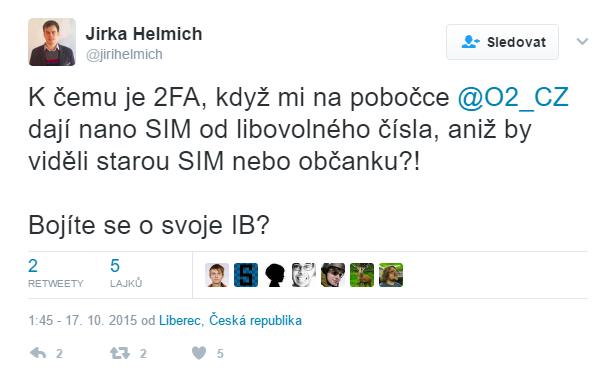 Jirka Helmich
@jirihelmich
Sledovat
K čemu je 2FA, když mi na pobočce @O2_CZ
dají nano SIM od libovolného čísla, aniž by
viděli starou SIM nebo občanku?!
Bojíte se o svoje IB?
2 5
RETWEETY LAJKŮ
1:45 - 17. 10. 2015 od Liberec, Česká republika
2 2 5